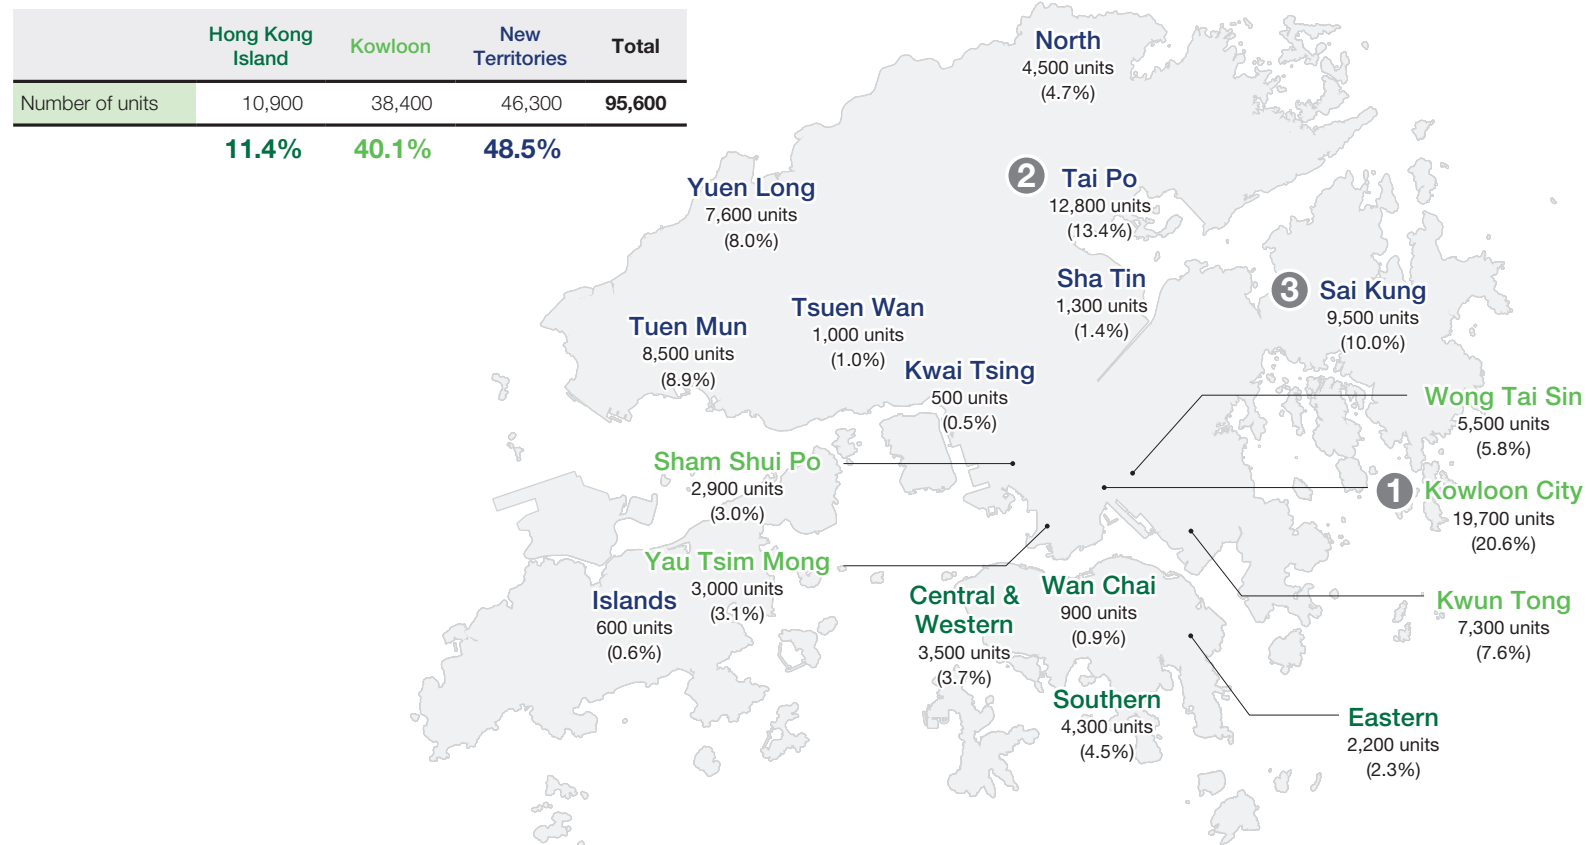 Hong Kong
Island
Kowloon
New
Territories
Total
Number of units 10,900 38,400 46,300 95,600
11.4% 40.1% 48.5%
North
4,500 units
(4.7%)
Yuen Long
7,600 units
(8.0%)
2 Tai Po
12,800 units
(13.4%)
Sha Tin
1,300 units
(1.4%)
3 Sai Kung
9,500 units
(10.0%)
Tuen Mun
8,500 units
(8.9%)
Tsuen Wan
1,000 units
(1.0%)
Kwai Tsing
500 units
(0.5%)
Wong Tai Sin
5,500 units
(5.8%)
Sham Shui Po
2,900 units
(3.0%)
1 Kowloon City
19,700 units
(20.6%)
Yau Tsim Mong
3,000 units
(3.1%)
Islands
600 units
(0.6%)
Central &
Western
3,500 units
(3.7%)
Wan Chai
900 units
(0.9%)
Kwun Tong
7,300 units
(7.6%)
Southern
4,300 units
(4.5%)
Eastern
2,200 units
(2.3%)